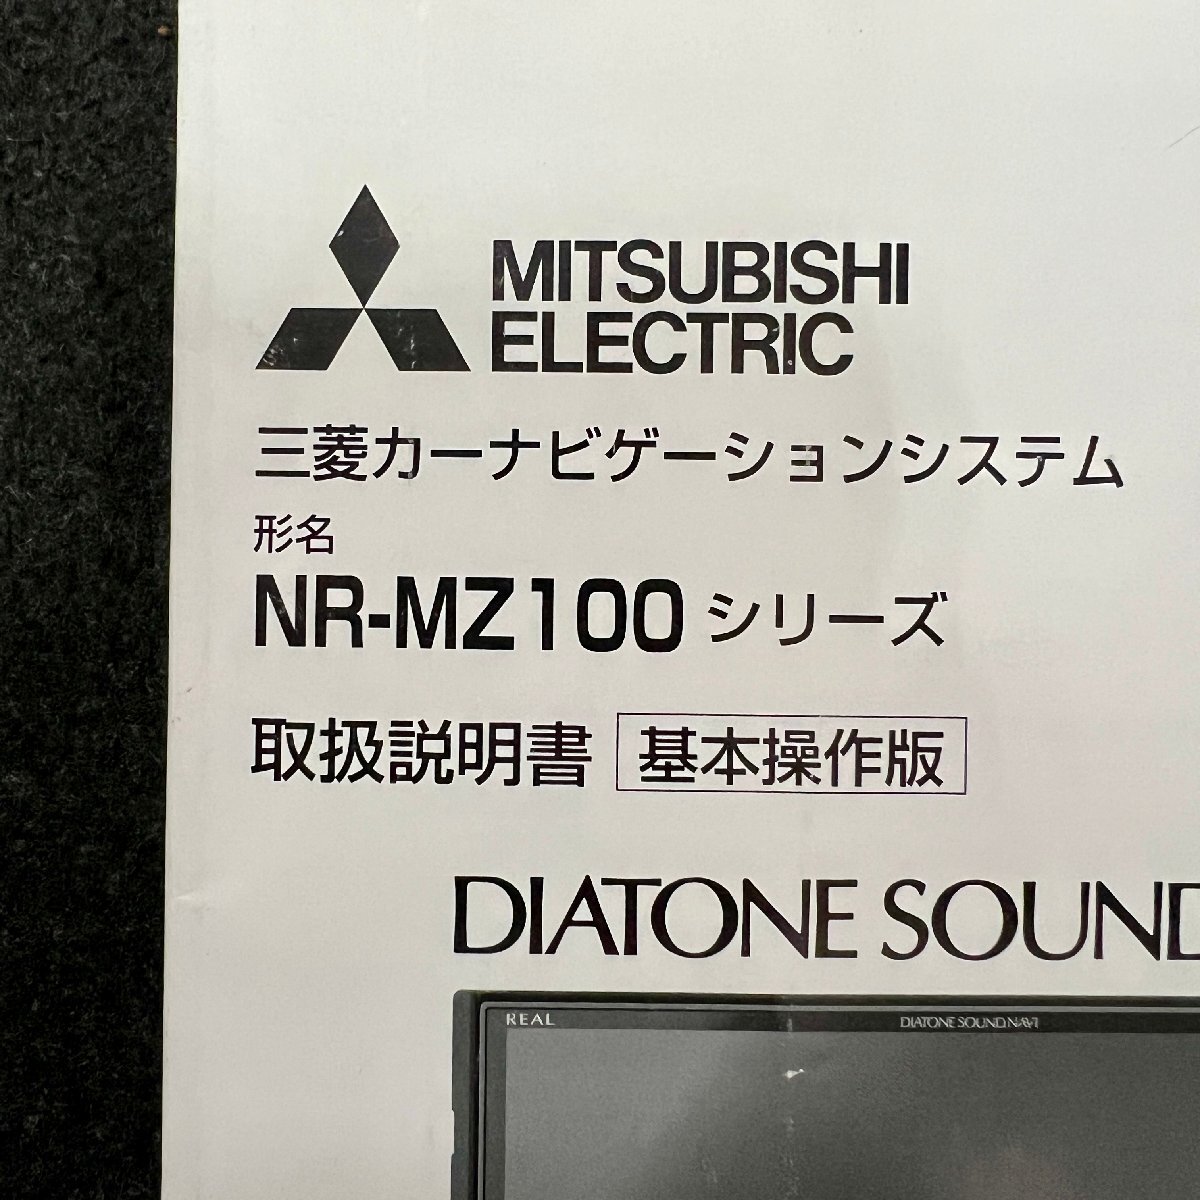 MITSUBISHI
ELECTRIC
三菱カーナビゲーションシステム
形名
NR-MZ100 シリーズ
取扱説明書 基本操作版
DIATONE SOUND
REAL DIATONE SOUND.NAVI